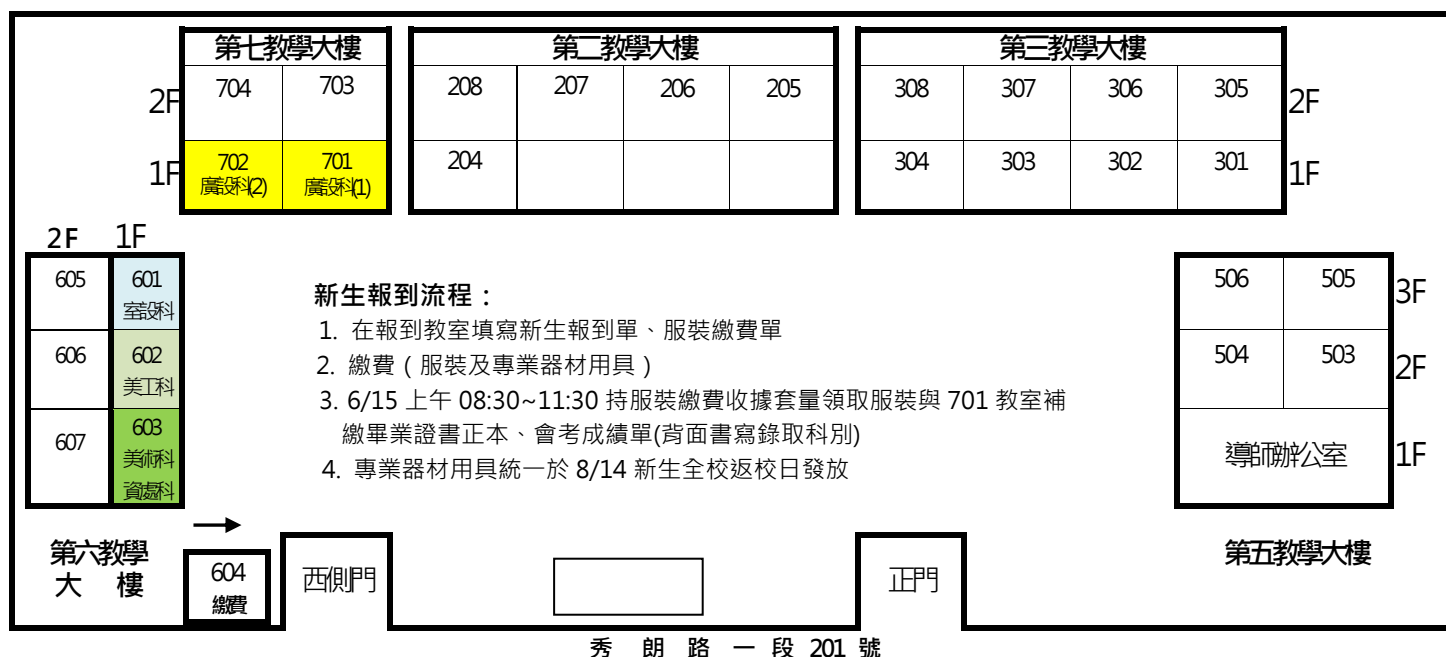 第七教學大樓 第二教學大樓 第三教學大樓
2F 704 703 208 207 206 205 308 307 306 305 2F
1F 702 701 204 304 303 302 301 1F
廣設科(2) 廣設科(1)
2F 1F
605 601
室設科
606 602
美工科
607 603
美術科
資處科
新生報到流程：
1. 在報到教室填寫新生報到單、服裝繳費單
2. 繳費（服裝及專業器材用具）
3. 6/15 上午 08:30~11:30 持服裝繳費收據套量領取服裝與 701 教室補
繳畢業證書正本、會考成績單(背面書寫錄取科別)
4. 專業器材用具統一於 8/14 新生全校返校日發放
506 505 3F
504 503 2F
導師辦公室 1F
第六教學
大 樓
604
繳費
西側門
正門
第五教學大樓
秀 朗 路 一 段 201 號